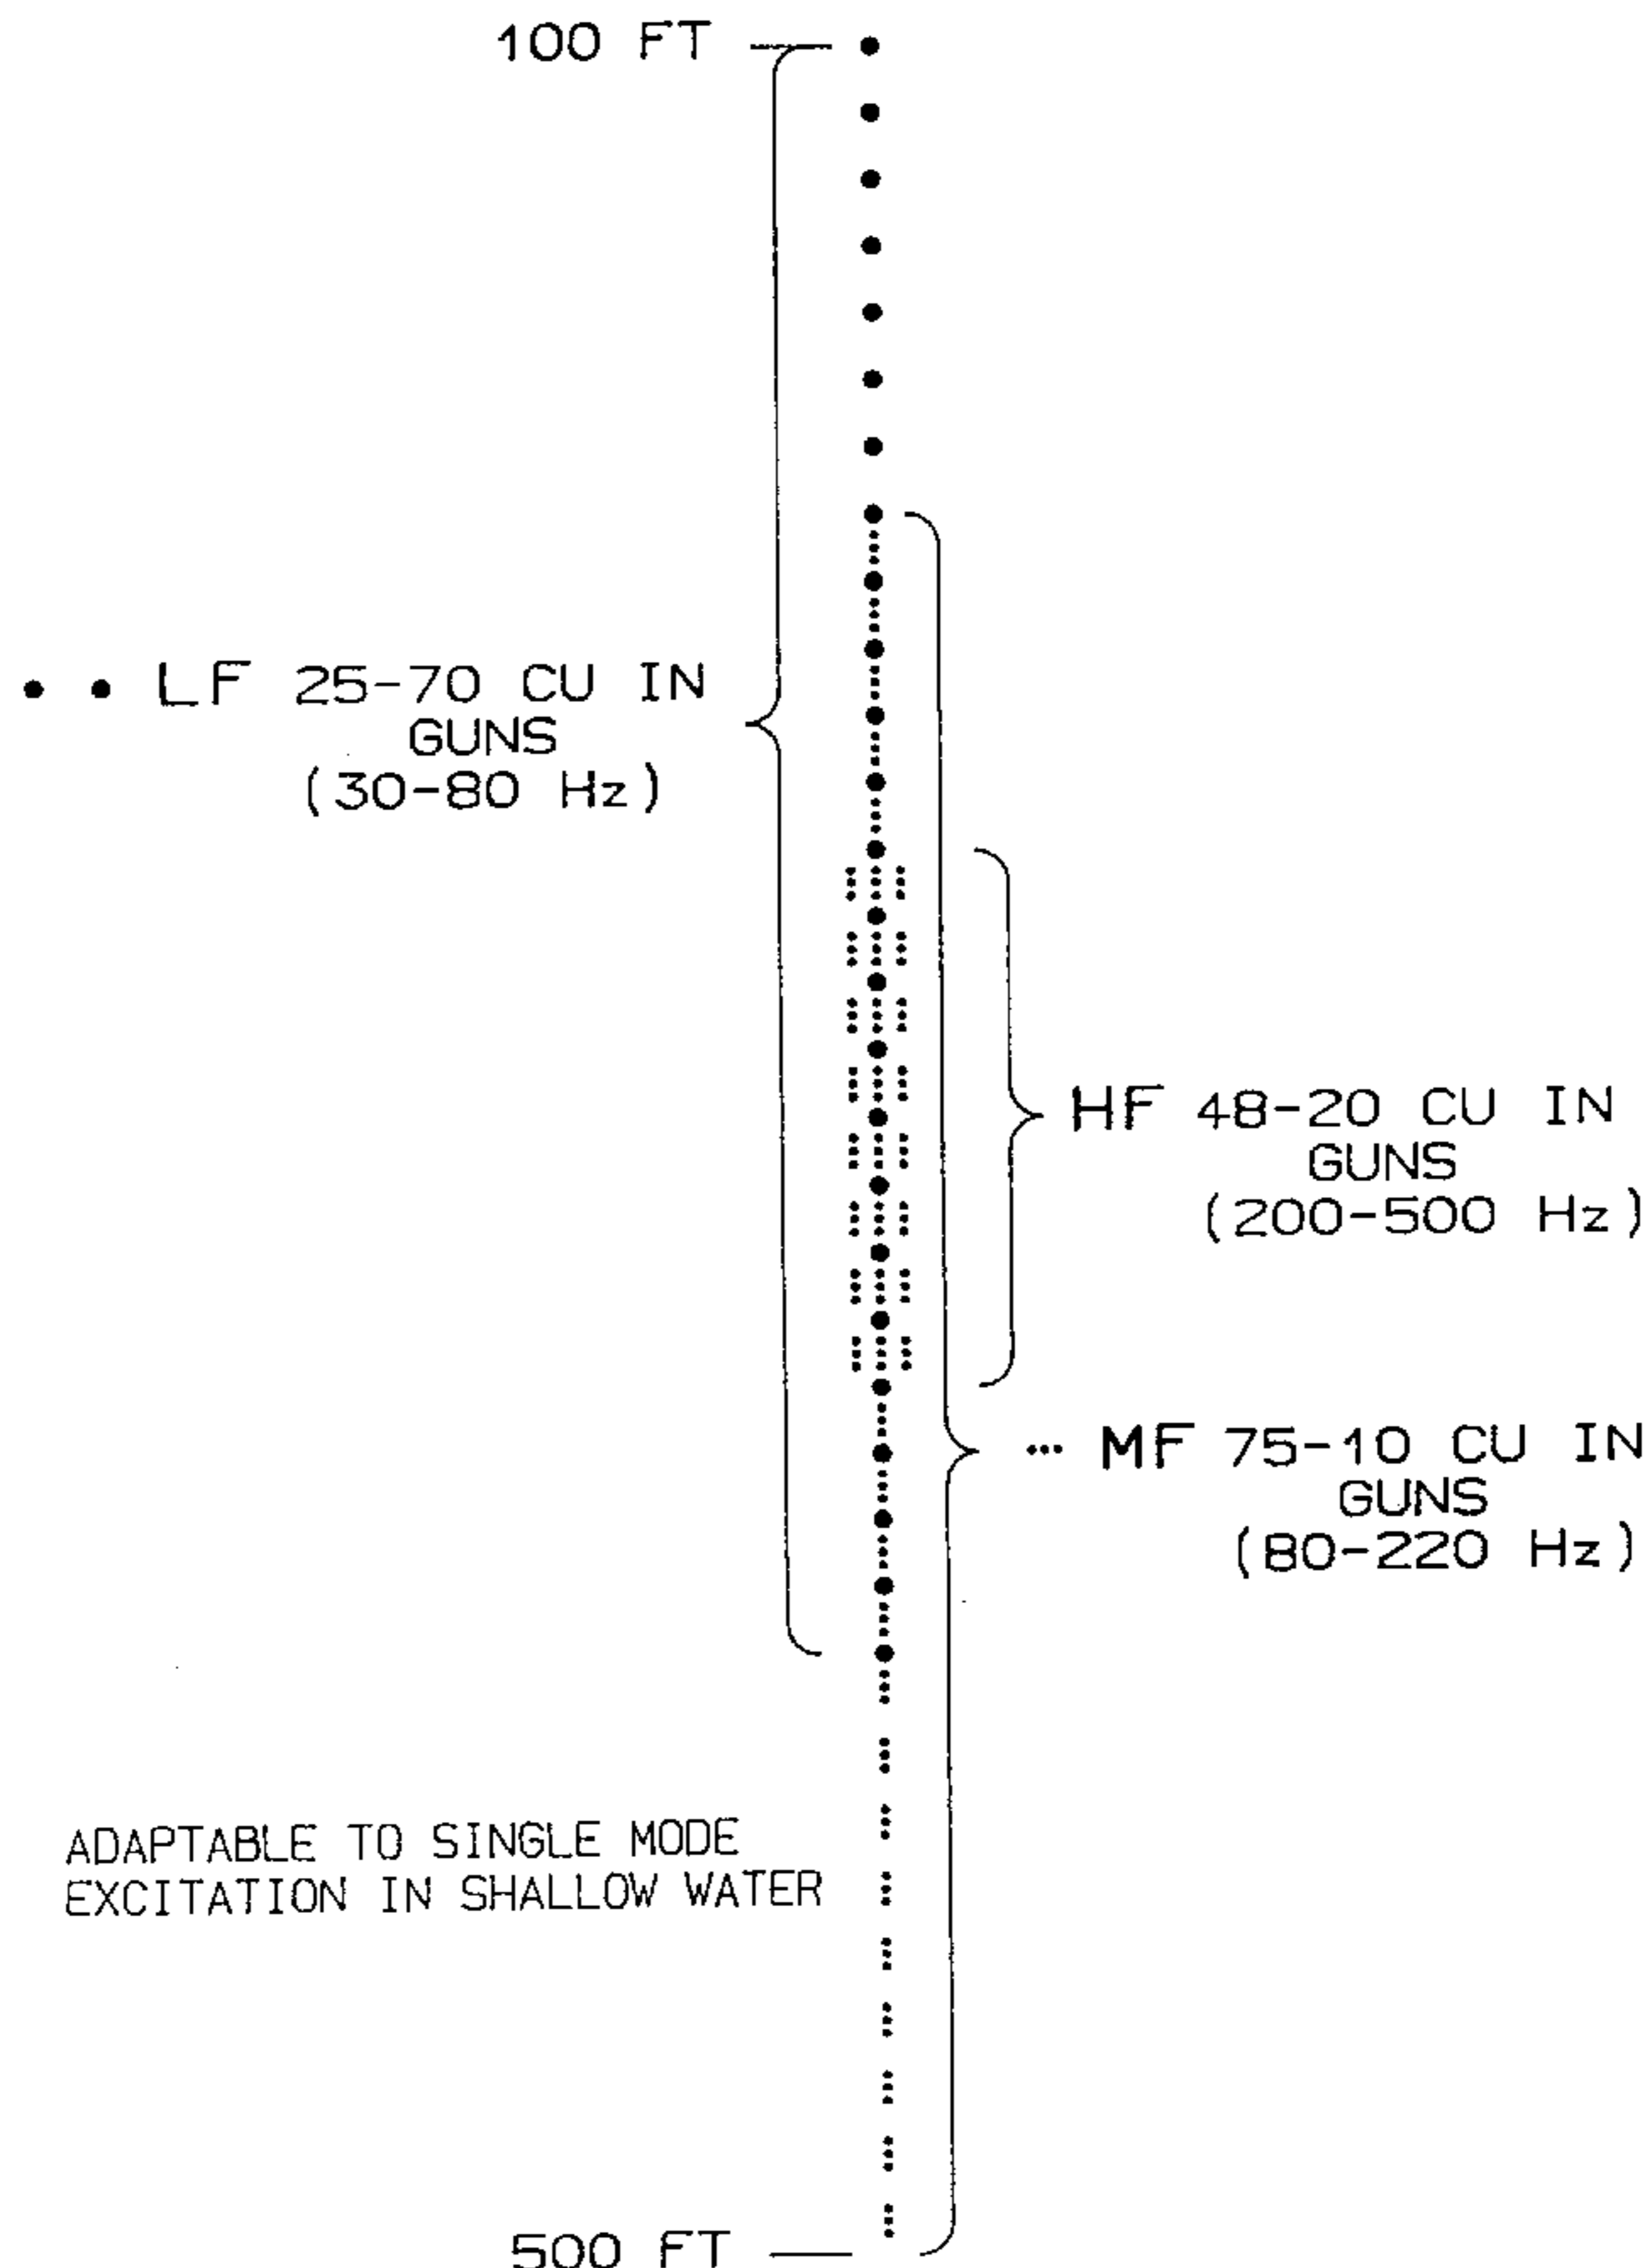 100 FT
LF 25-70 CU IN
GUNS
(30-80 Hz)
HF 48-20 CU IN
GUNS
(200-500 Hz)
MF 75-10 CU IN
GUNS
(80-220 Hz)
ADAPTABLE TO SINGLE MODE
EXCITATION IN SHALLOW WATER
500 FT